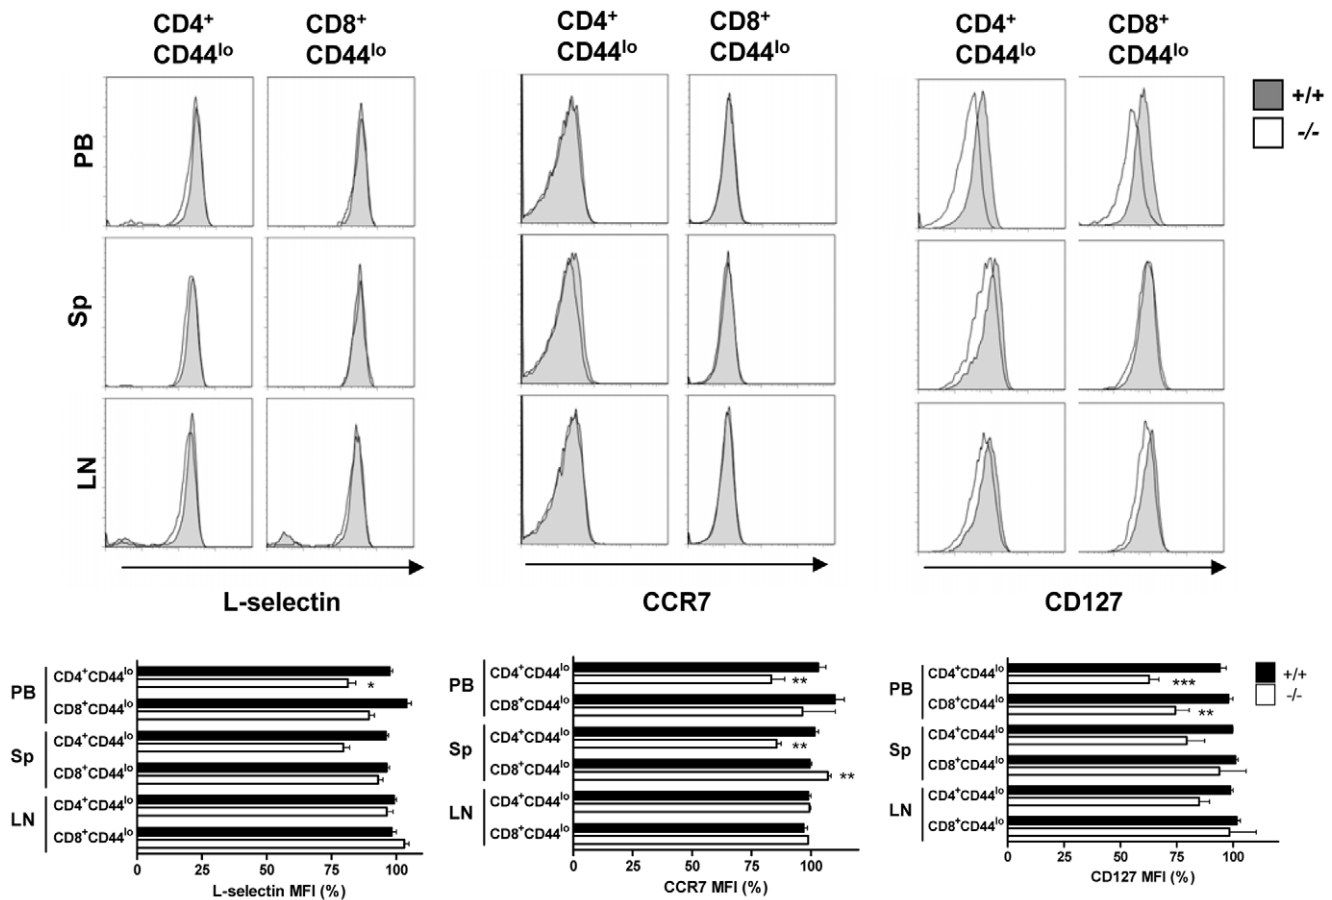 CD4⁺ CD8⁺ CD4⁺ CD8⁺ CD4⁺ CD8⁺
CD44ˡᵒ CD44ˡᵒ CD44ˡᵒ CD44ˡᵒ CD44ˡᵒ CD44ˡᵒ
+/+
-/-
PB
Sp
LN
L-selectin CCR7 CD127
PB
CD4⁺CD44ˡᵒ
*
CD8⁺CD44ˡᵒ
Sp
CD4⁺CD44ˡᵒ
CD8⁺CD44ˡᵒ
LN
CD4⁺CD44ˡᵒ
CD8⁺CD44ˡᵒ
0 25 50 75 100
L-selectin MFI (%)
PB
CD4⁺CD44ˡᵒ
**
CD8⁺CD44ˡᵒ
Sp
CD4⁺CD44ˡᵒ
**
CD8⁺CD44ˡᵒ
**
LN
CD4⁺CD44ˡᵒ
CD8⁺CD44ˡᵒ
0 25 50 75 100
CCR7 MFI (%)
PB
CD4⁺CD44ˡᵒ
***
CD8⁺CD44ˡᵒ
**
Sp
CD4⁺CD44ˡᵒ
CD8⁺CD44ˡᵒ
LN
CD4⁺CD44ˡᵒ
CD8⁺CD44ˡᵒ
0 25 50 75 100
CD127 MFI (%)
+/+
-/-